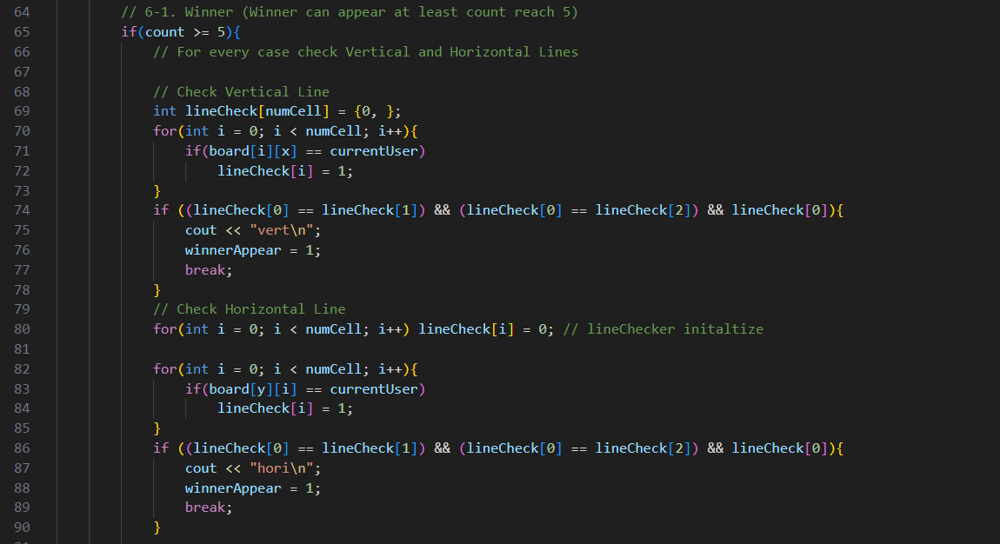 64 // 6-1. Winner (Winner can appear at least count reach 5)
65 if(count >= 5){
66 // For every case check Vertical and Horizontal Lines
67
68 // Check Vertical Line
69 int lineCheck[numCell] = {0, };
70 for(int i = 0; i < numCell; i++){
71 if(board[i][x] == currentUser)
72 lineCheck[i] = 1;
73 }
74 if ((lineCheck[0] == lineCheck[1]) && (lineCheck[0] == lineCheck[2]) && lineCheck[0]){
75 cout << "vert\n";
76 winnerAppear = 1;
77 break;
78 }
79 // Check Horizontal Line
80 for(int i = 0; i < numCell; i++) lineCheck[i] = 0; // lineChecker initaltize
81
82 for(int i = 0; i < numCell; i++){
83 if(board[y][i] == currentUser)
84 lineCheck[i] = 1;
85 }
86 if ((lineCheck[0] == lineCheck[1]) && (lineCheck[0] == lineCheck[2]) && lineCheck[0]){
87 cout << "hori\n";
88 winnerAppear = 1;
89 break;
90 }